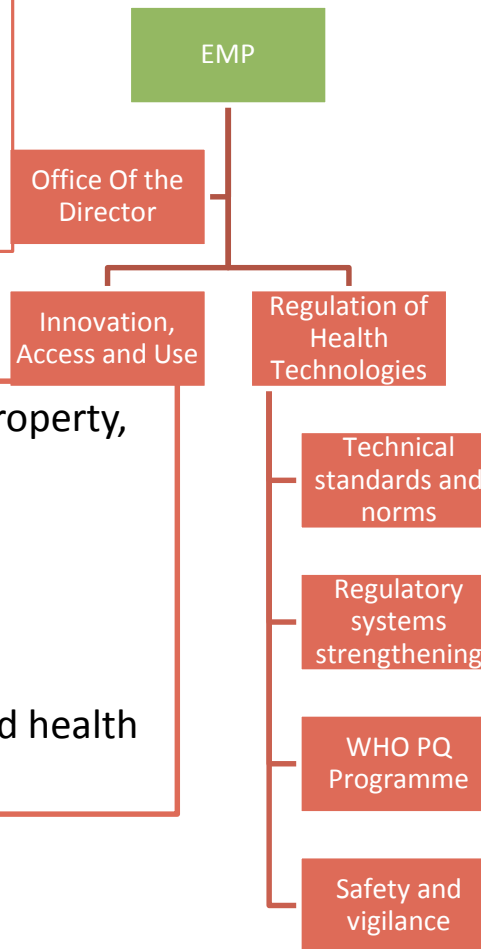 EMP
Office Of the
Director
Innovation,
Access and Use
Regulation of
Health
Technologies
roperty,
Technical
standards and
norms
Regulatory
systems
strengthening
d health
WHO PQ
Programme
Safety and
vigilance